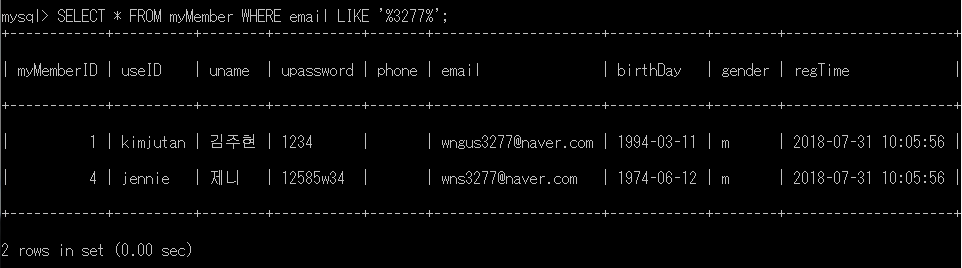 mysql> SELECT * FROM myMember WHERE email LIKE '%3277%';
+------------+----------+--------+-----------+-------+--------------------+------------+--------+---------------------+
| myMemberID | useID | uname | upassword | phone | email | birthDay | gender | regTime |
+------------+----------+--------+-----------+-------+--------------------+------------+--------+---------------------+
| 1 | kimjutan | 김주현 | 1234 | | wngus3277@naver.com | 1994-03-11 | m | 2018-07-31 10:05:56 |
| 4 | jennie | 제니 | 12585w34 | | wns3277@naver.com | 1974-06-12 | m | 2018-07-31 10:05:56 |
+------------+----------+--------+-----------+-------+--------------------+------------+--------+---------------------+
2 rows in set (0.00 sec)